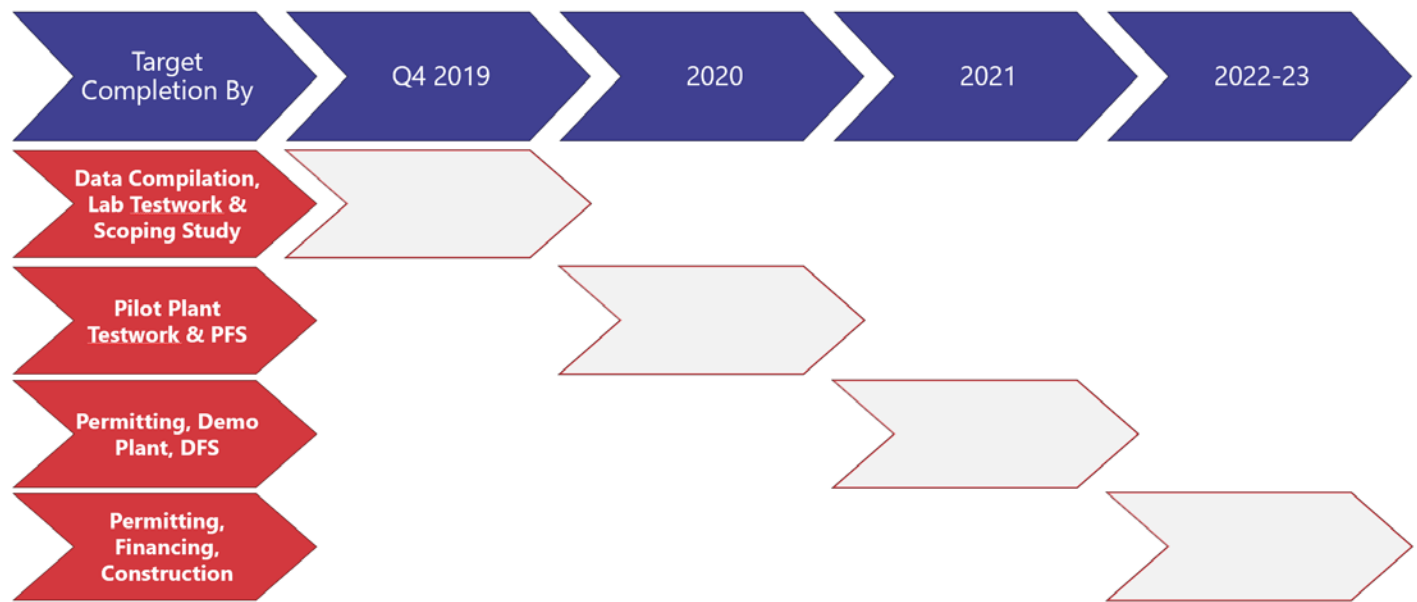 Target
Completion By
Q4 2019
2020
2021
2022-23
Data Compilation,
Lab Testwork &
Scoping Study
Pilot Plant
Testwork & PFS
Permitting, Demo
Plant, DFS
Permitting,
Financing,
Construction